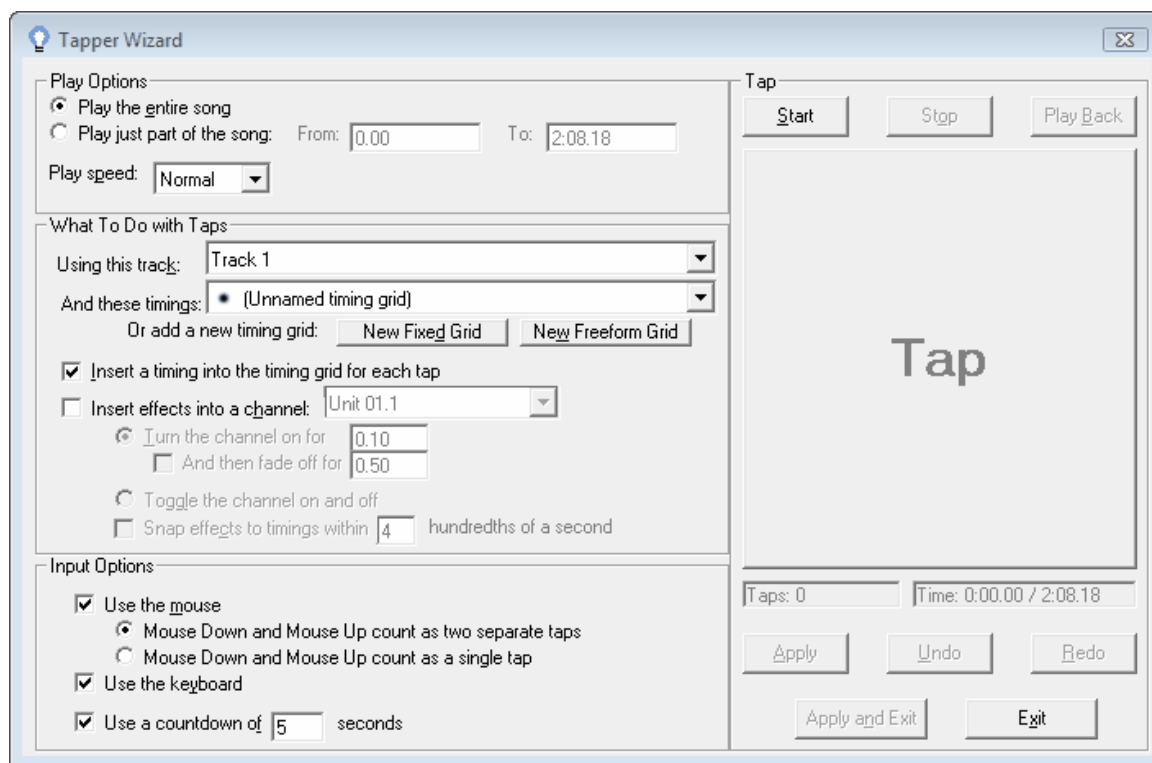 Tapper Wizard
Play Options
Play the entire song
Play just part of the song: From: 0.00 To: 2:08.18
Play speed: Normal
What To Do with Taps
Using this track: Track 1
And these timings: (Unnamed timing grid)
Or add a new timing grid: New Fixed Grid New Freeform Grid
Insert a timing into the timing grid for each tap
Insert effects into a channel: Unit 01.1
Turn the channel on for 0.10
And then fade off for 0.50
Toggle the channel on and off
Snap effects to timings within 4 hundredths of a second
Input Options
Use the mouse
Mouse Down and Mouse Up count as two separate taps
Mouse Down and Mouse Up count as a single tap
Use the keyboard
Use a countdown of 5 seconds
Tap
Start Stop Play Back
Tap
Taps: 0 Time: 0:00.00 / 2:08.18
Apply Undo Redo
Apply and Exit Exit